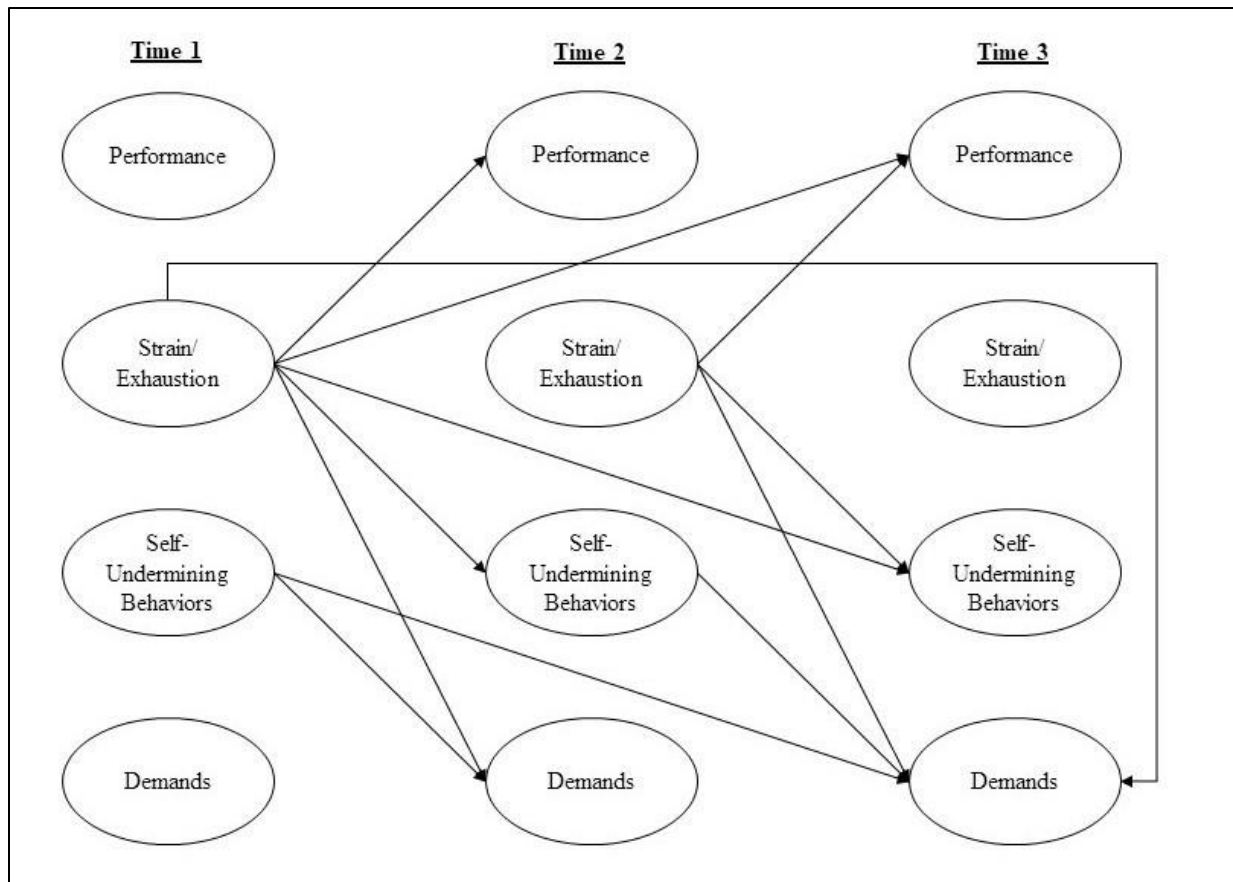 Time 1
Time 2
Time 3
Performance
Performance
Performance
Strain/
Exhaustion
Strain/
Exhaustion
Strain/
Exhaustion
Self-
Undermining
Behaviors
Self-
Undermining
Behaviors
Self-
Undermining
Behaviors
Demands
Demands
Demands